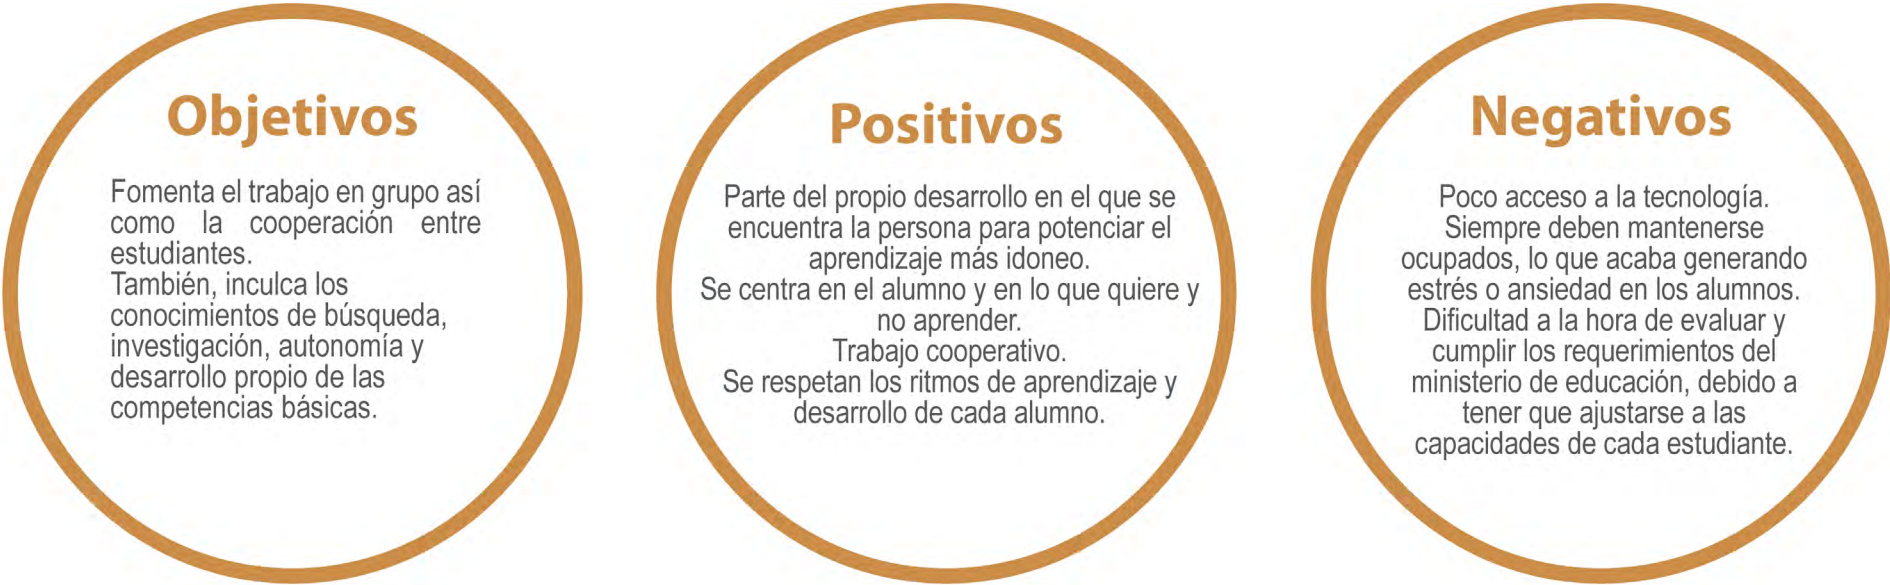 Objetivos
Fomenta el trabajo en grupo así
como la cooperación entre
estudiantes.
También, inculca los
conocimientos de búsqueda,
investigación, autonomía y
desarrollo propio de las
competencias básicas.
Positivos
Parte del propio desarrollo en el que se
encuentra la persona para potenciar el
aprendizaje más idoneo.
Se centra en el alumno y en lo que quiere y
no aprender.
Trabajo cooperativo.
Se respetan los ritmos de aprendizaje y
desarrollo de cada alumno.
Negativos
Poco acceso a la tecnología.
Siempre deben mantenerse
ocupados, lo que acaba generando
estrés o ansiedad en los alumnos.
Dificultad a la hora de evaluar y
cumplir los requerimientos del
ministerio de educación, debido a
tener que ajustarse a las
capacidades de cada estudiante.